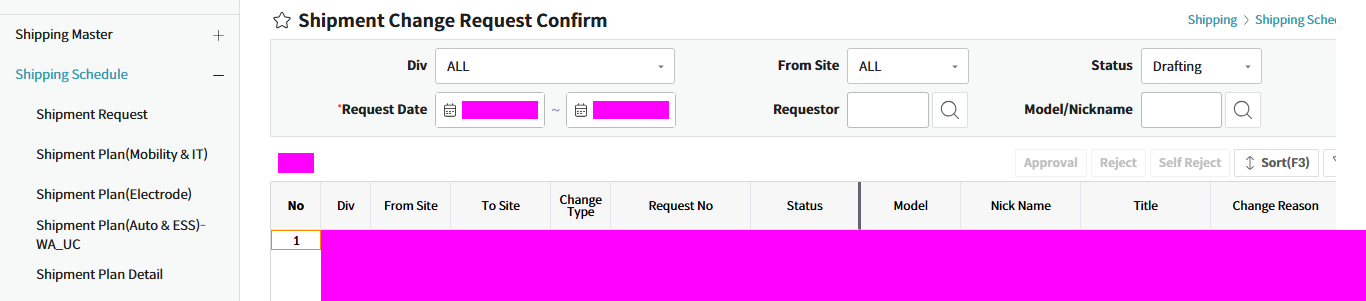 Shipping Master
Shipping Schedule
Shipment Request
Shipment Plan(Mobility & IT)
Shipment Plan(Electrode)
Shipment Plan(Auto & ESS)-
WA_UC
Shipment Plan Detail
Shipment Change Request Confirm
Shipping > Shipping Sche
Div ALL From Site ALL Status Drafting
*Request Date ~ Requestor Model/Nickname
Approval Reject Self Reject Sort(F3)
No Div From Site To Site Change Type Request No Status Model Nick Name Title Change Reason
1